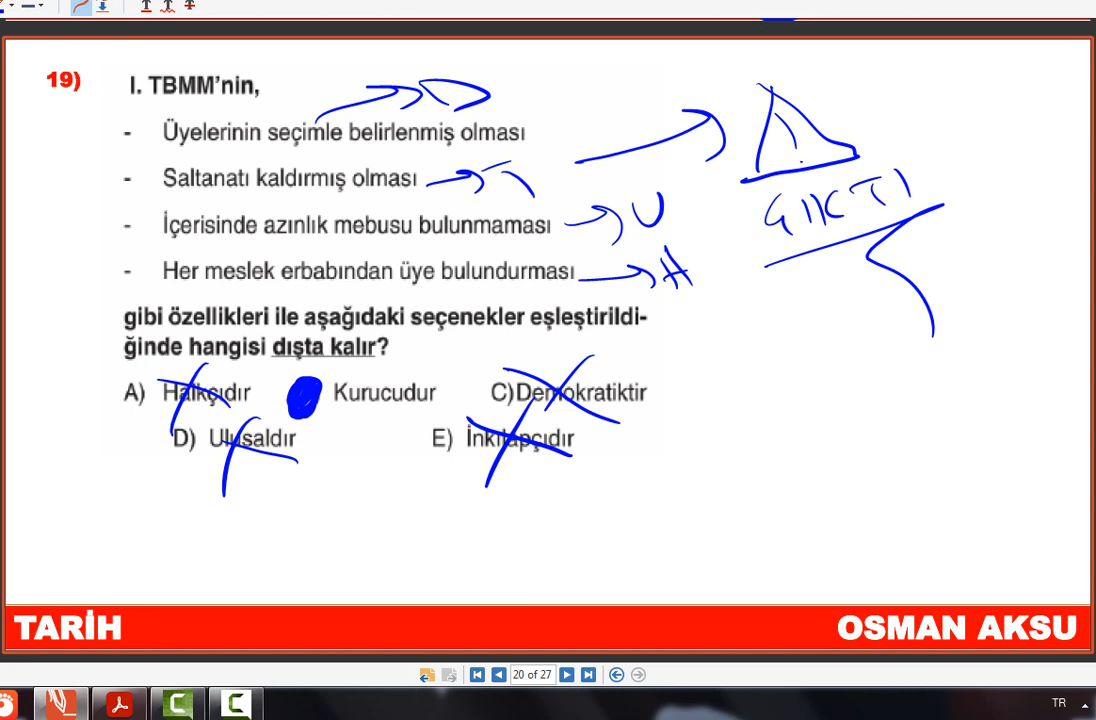 19)
I. TBMM'nin,
- Üyelerinin seçimle belirlenmiş olması
- Saltanatı kaldırmış olması
- İçerisinde azınlık mebusu bulunmaması → U
- Her meslek erbabından üye bulundurması → H
gibi özellikleri ile aşağıdaki seçenekler eşleştirildi-
ğinde hangisi dışta kalır?
A) Halkçıdır Kurucudur C)Demokratiktir
D) Ulusaldır E) İnkılapçıdır
TARİH OSMAN AKSU
20 of 27
TR